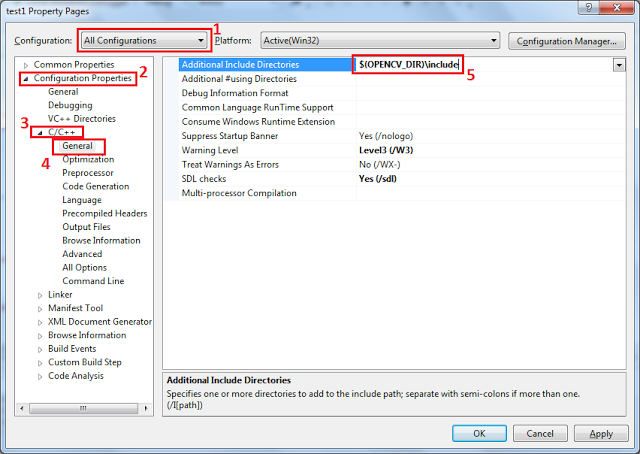 test1 Property Pages
?
1
Configuration: All Configurations Platform: Active(Win32) Configuration Manager...
Common Properties
Configuration Properties 2
General
Debugging
VC++ Directories
3 C/C++
4 General
Optimization
Preprocessor
Code Generation
Language
Precompiled Headers
Output Files
Browse Information
Advanced
All Options
Command Line
Linker
Manifest Tool
XML Document Generator
Browse Information
Build Events
Custom Build Step
Code Analysis
Additional Include Directories $(OPENCV_DIR)\include
5
Additional #using Directories
Debug Information Format
Common Language RunTime Support
Consume Windows Runtime Extension
Suppress Startup Banner Yes (/nologo)
Warning Level Level3 (/W3)
Treat Warnings As Errors No (/WX-)
SDL checks Yes (/sdl)
Multi-processor Compilation
Additional Include Directories
Specifies one or more directories to add to the include path; separate with semi-colons if more than one.
(/I[path])
OK Cancel Apply